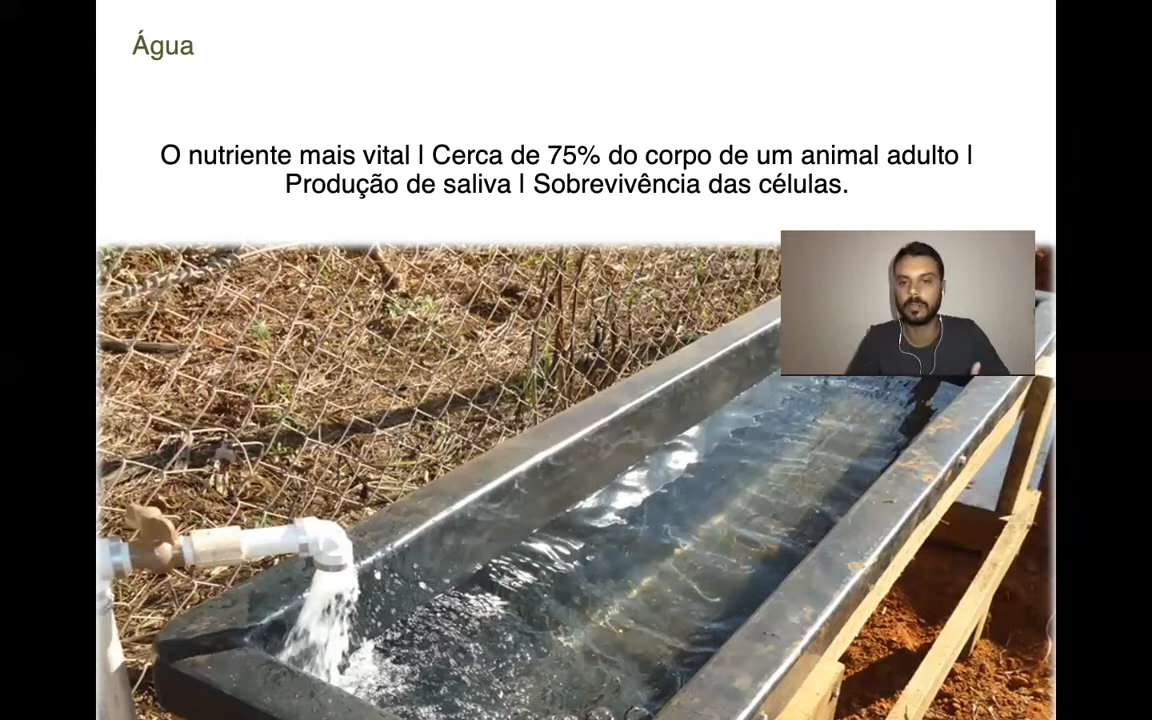 Água
O nutriente mais vital | Cerca de 75% do corpo de um animal adulto |
Produção de saliva | Sobrevivência das células.